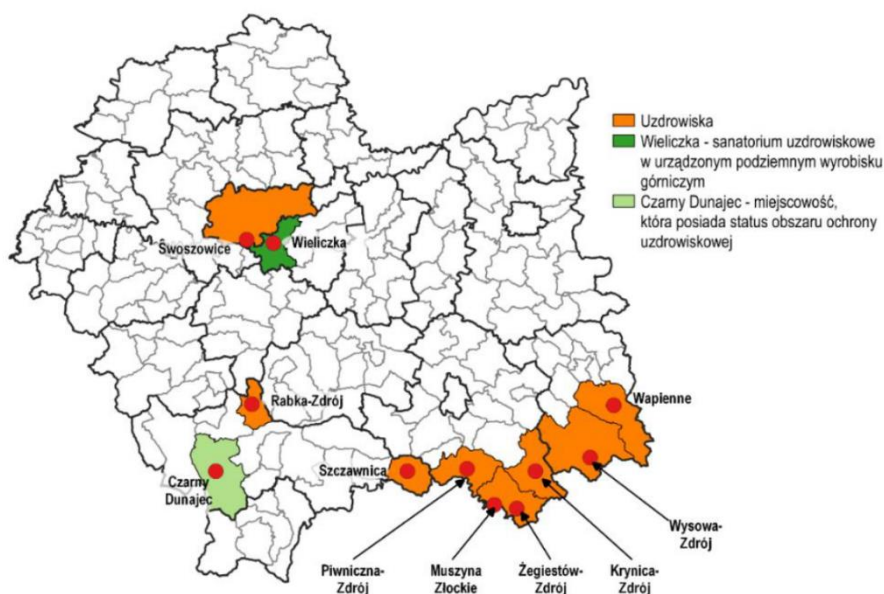 Uzdrowiska
Wieliczka - sanatorium uzdrowiskowe
w urządzonym podziemnym wyrobisku
górniczym
Czarny Dunajec - miejscowość,
która posiada status obszaru ochrony
uzdrowiskowej
Swoszowice
Wieliczka
Rabka-Zdrój
Wapienne
Czarny
Dunajec
Szczawnica
Wysowa-
Zdrój
Piwniczna-
Zdrój
Muszyna
Złockie
Żegiestów-
Zdrój
Krynica-
Zdrój